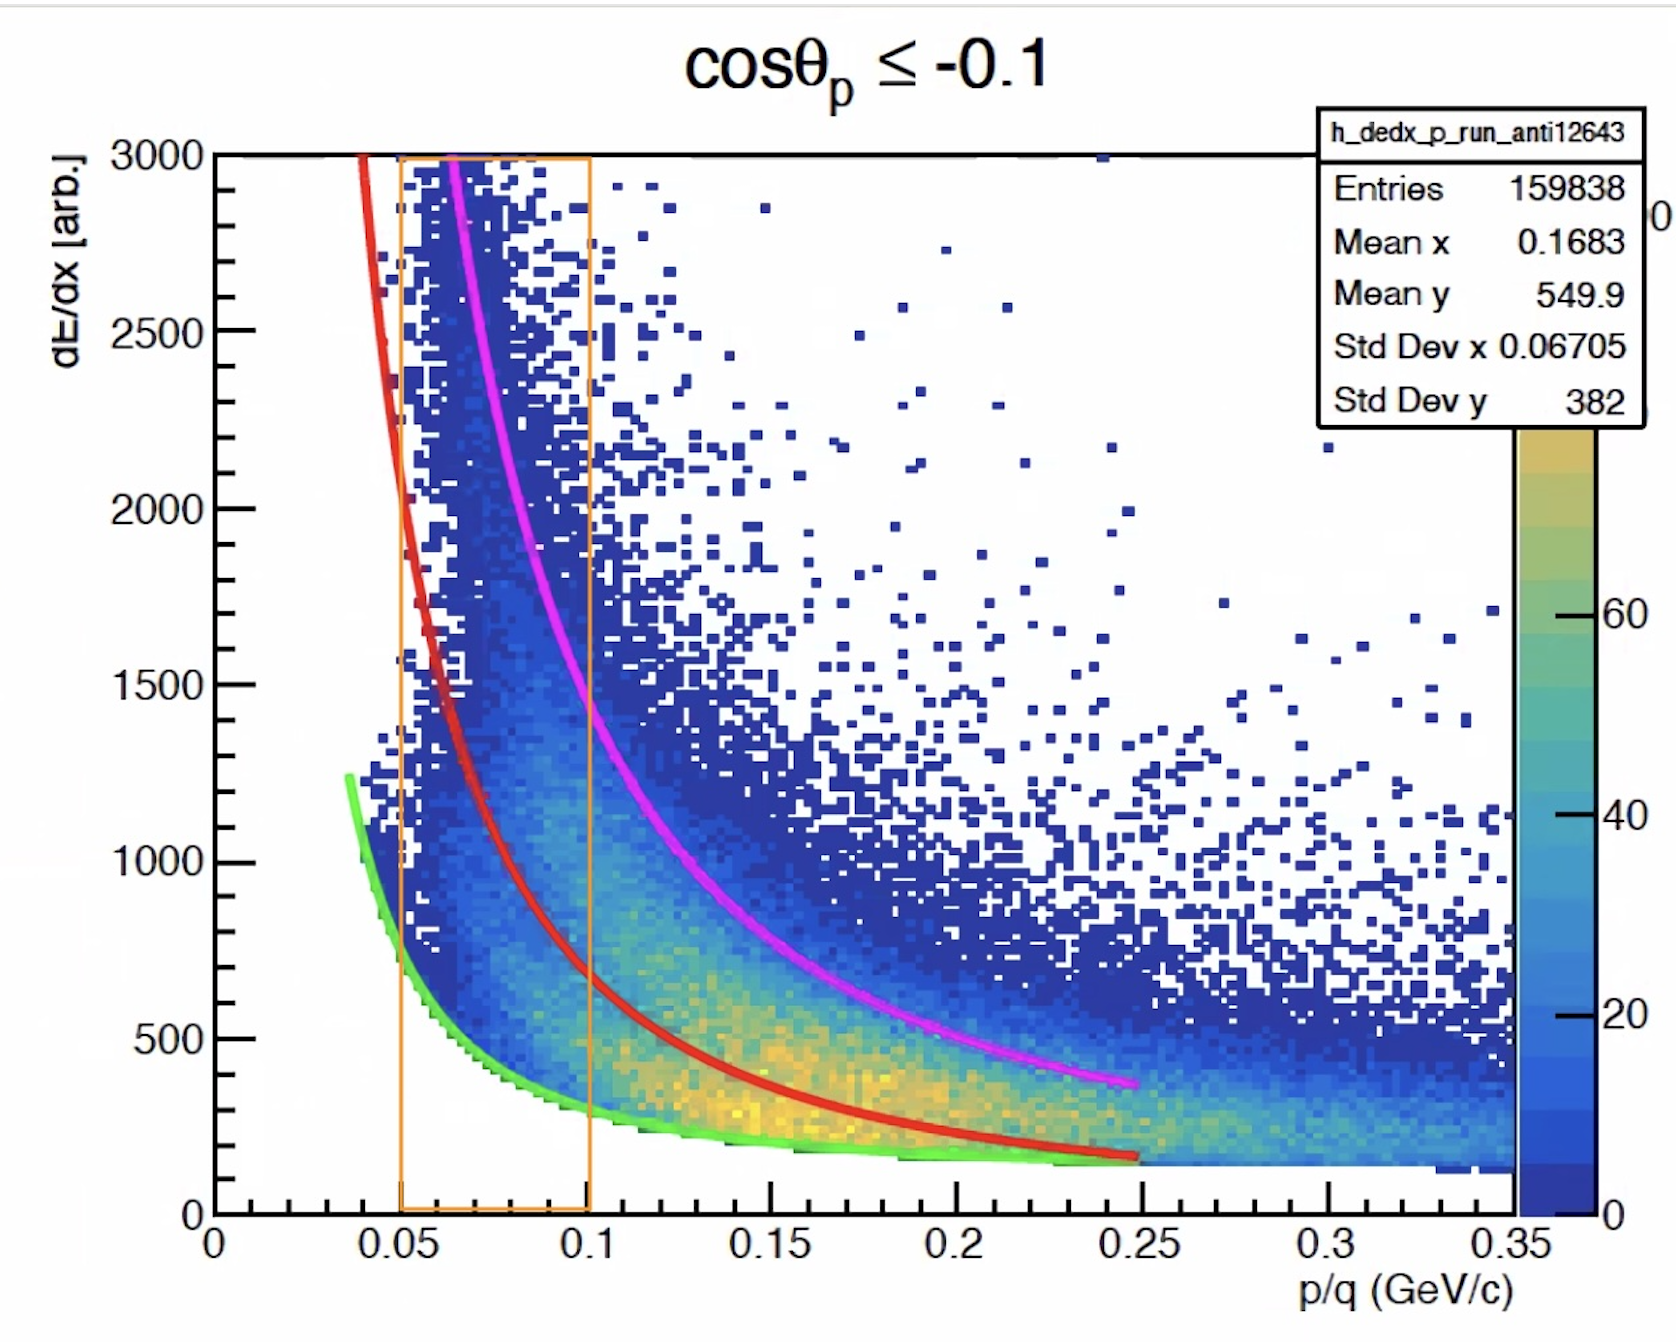 cosθp ≤ -0.1
h_dedx_p_run_anti12643
Entries 159838
Mean x 0.1683
Mean y 549.9
Std Dev x 0.06705
Std Dev y 382
dE/dx [arb.]
3000
2500
2000
1500
1000
500
0
0 0.05 0.1 0.15 0.2 0.25 0.3 0.35
p/q (GeV/c)
0
60
40
20
0